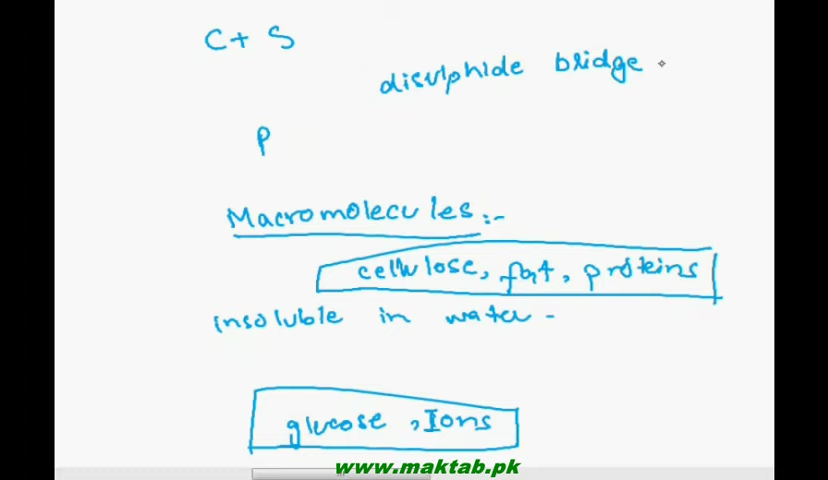 C + S
disulphide bridge
P
Macromolecules :-
cellulose, fat, proteins
insoluble in water -
glucose, Ions
www.maktab.pk